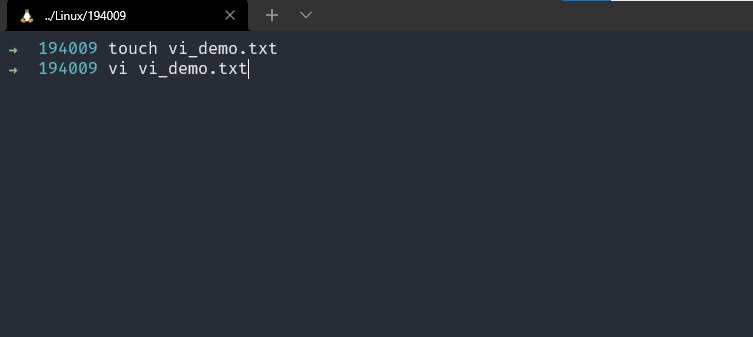 ../Linux/194009
→ 194009 touch vi_demo.txt
→ 194009 vi vi_demo.txt